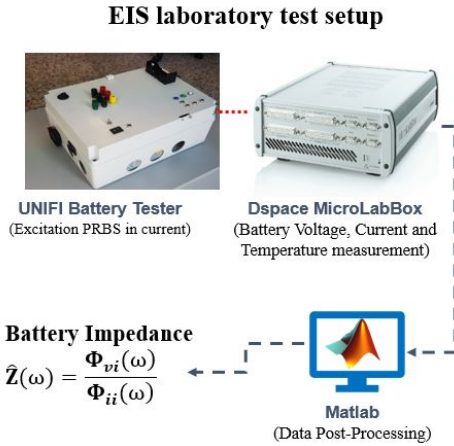 EIS laboratory test setup
UNIFI Battery Tester
(Excitation PRBS in current)
Dspace MicroLabBox
(Battery Voltage, Current and
Temperature measurement)
Battery Impedance
Ẑ(ω) = Φvi(ω) / Φii(ω)
Matlab
(Data Post-Processing)